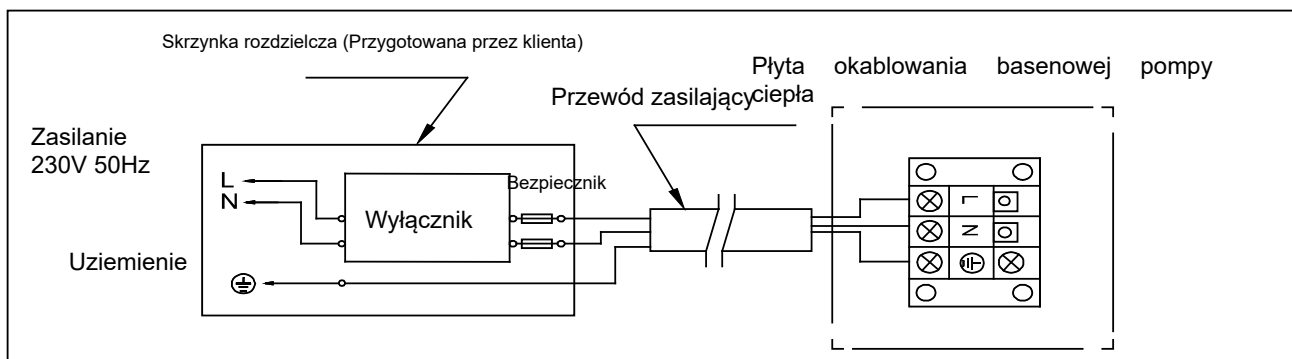 Skrzynka rozdzielcza (Przygotowana przez klienta)
Płyta okablowania basenowej pompy
ciepła
Przewód zasilający
Zasilanie
230V 50Hz
L
N
Bezpiecznik
Wyłącznik
Uziemienie
L
N